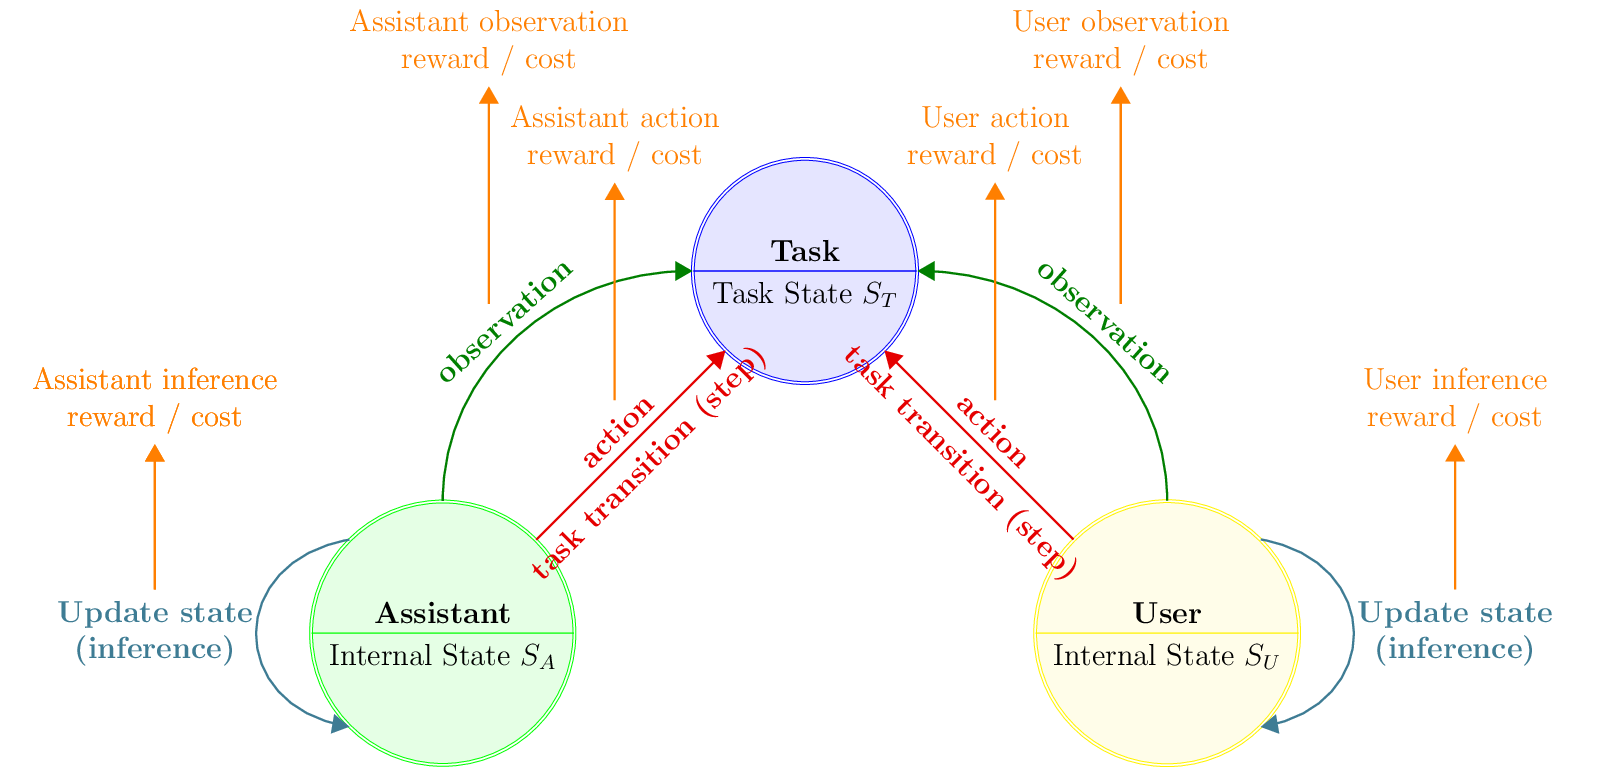 Assistant observation
reward / cost
User observation
reward / cost
Assistant action
reward / cost
User action
reward / cost
Task
Task State $S_T$
observation
observation
Assistant inference
reward / cost
User inference
reward / cost
action
task transition (step)
action
task transition (step)
Update state
(inference)
Assistant
Internal State $S_A$
User
Internal State $S_U$
Update state
(inference)